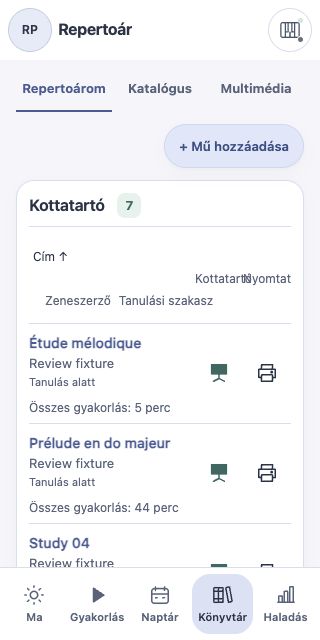 RP Repertoár
Repertoárom Katalógus Multimédia
+ Mű hozzáadása
Kottatartó 7
Cím ↑
Kottatartó Nyomtat
Zeneszerző Tanulási szakasz
Étude mélodique
Review fixture
Tanulás alatt
Összes gyakorlás: 5 perc
Prélude en do majeur
Review fixture
Tanulás alatt
Összes gyakorlás: 44 perc
Study 04
Review fixture
Ma Gyakorlás Naptár Könyvtár Haladás